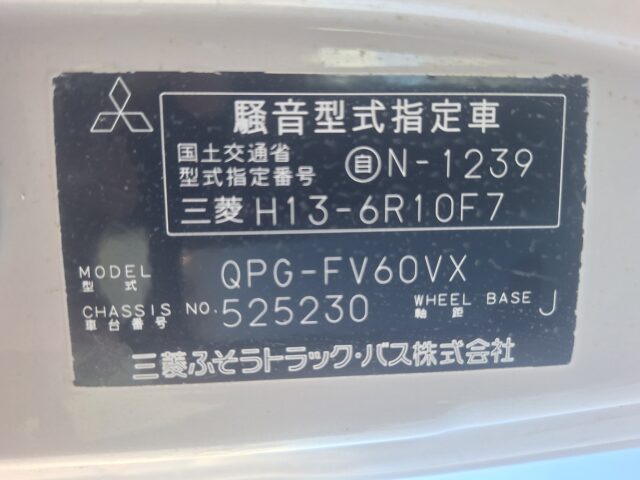 騒音型式指定車
国土交通省
型式指定番号 自N-1239
三菱 H13-6R10F7
MODEL 型式 QPG-FV60VX
CHASSIS NO. 車台番号 525230 WHEEL BASE 軸距 J
三菱ふそうトラック・バス株式会社